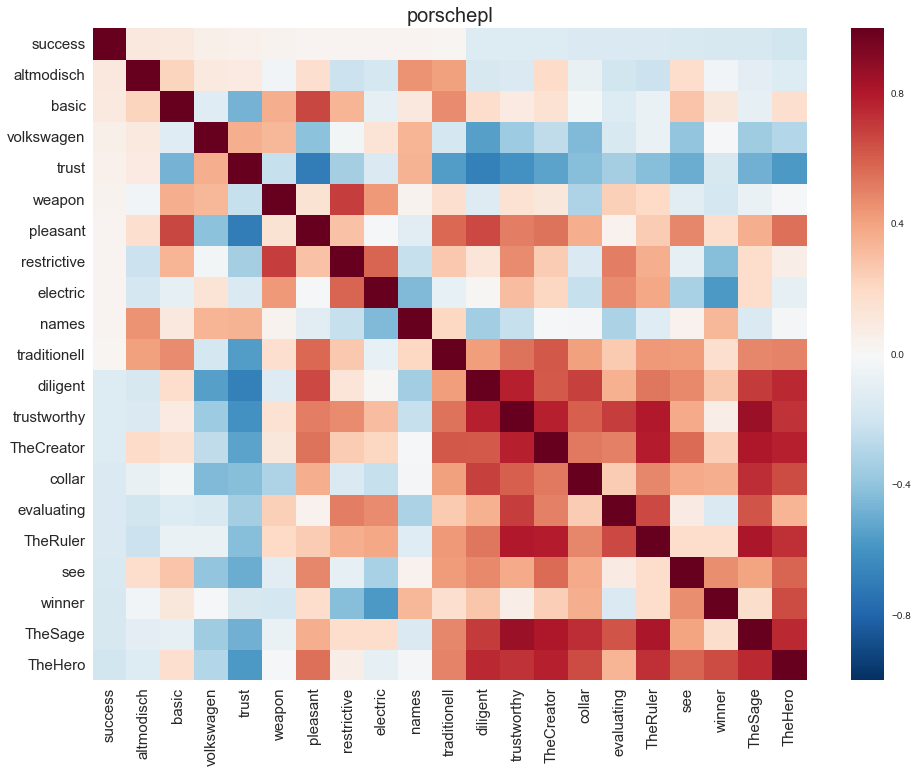 porschepl
success
altmodisch
basic
volkswagen
trust
weapon
pleasant
restrictive
electric
names
traditionell
diligent
trustworthy
TheCreator
collar
evaluating
TheRuler
see
winner
TheSage
TheHero
success
altmodisch
basic
volkswagen
trust
weapon
pleasant
restrictive
electric
names
traditionell
diligent
trustworthy
TheCreator
collar
evaluating
TheRuler
see
winner
TheSage
TheHero
0.8
0.4
0.0
−0.4
−0.8